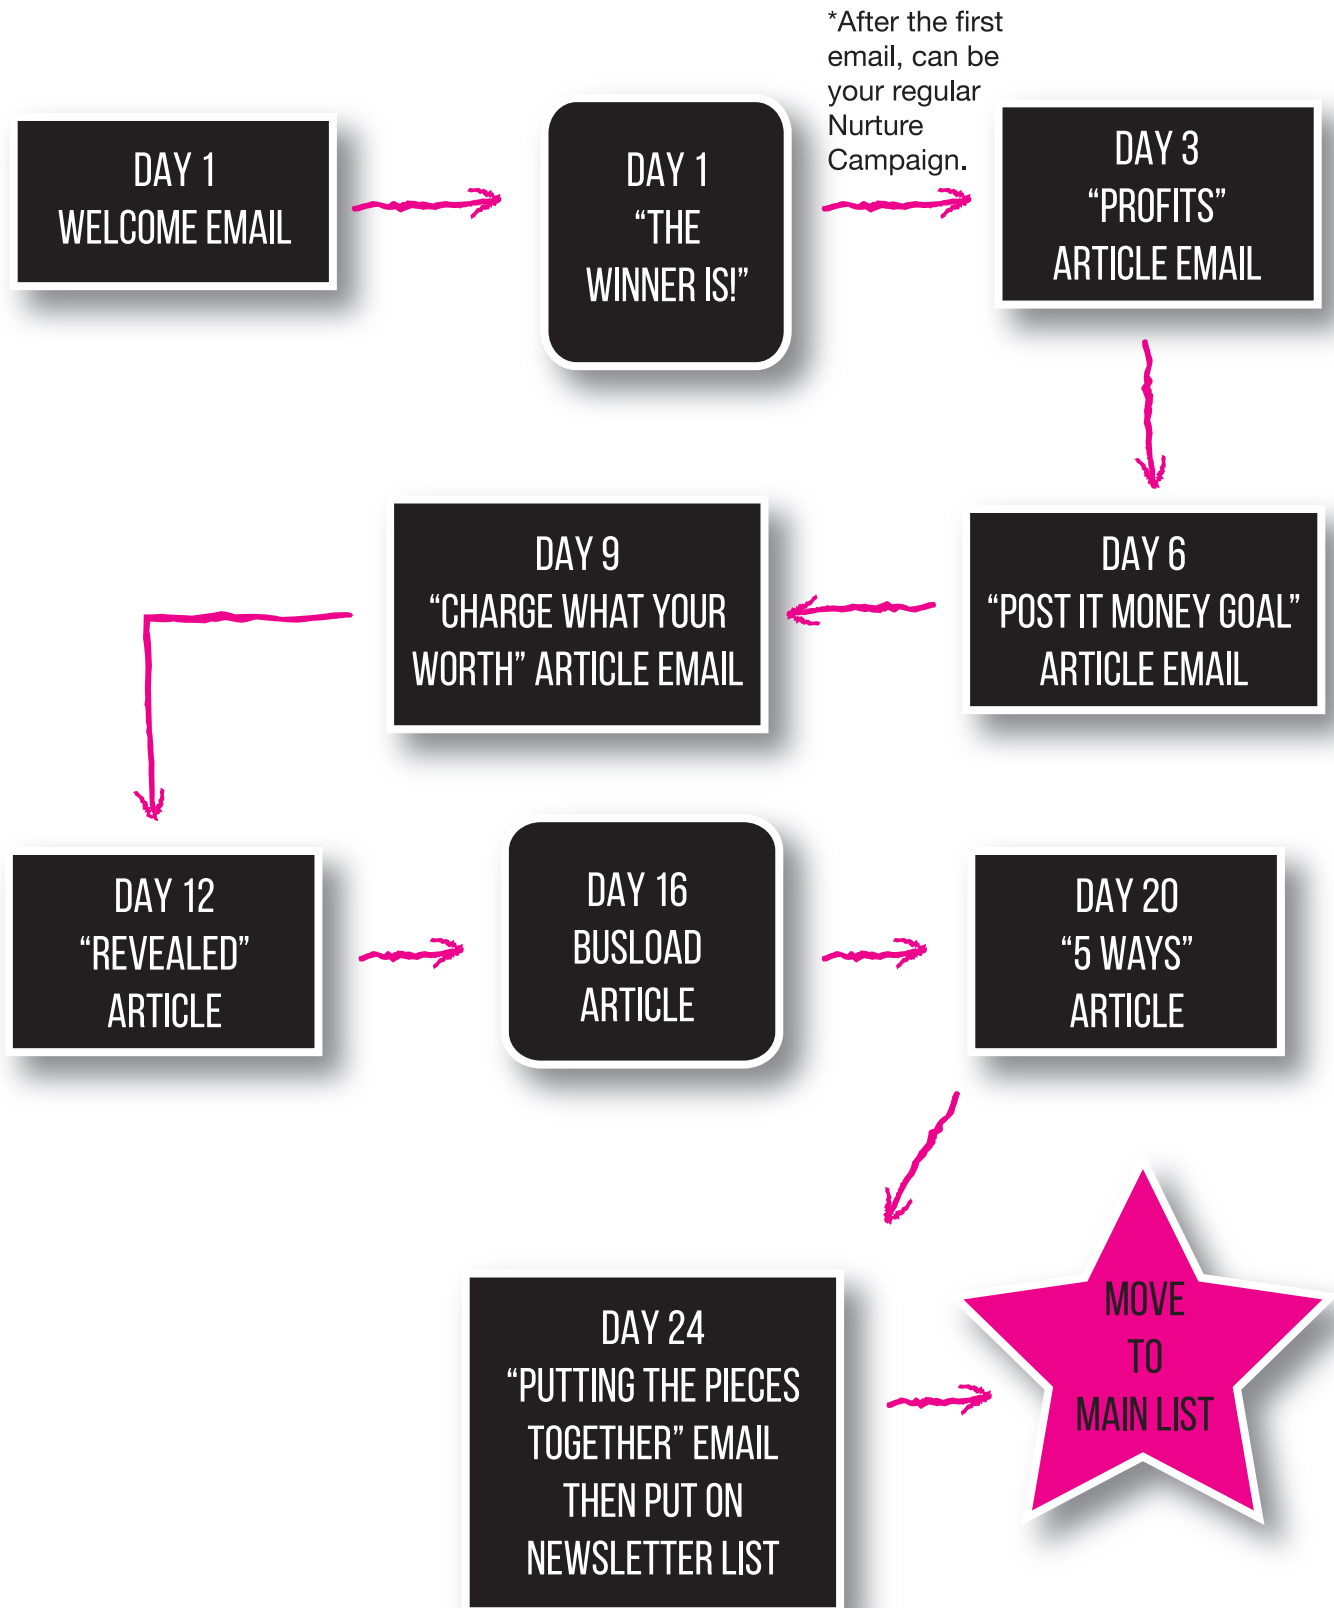 *After the first
email, can be
your regular
Nurture
Campaign.
DAY 1
WELCOME EMAIL
DAY 1
“THE
WINNER IS!”
DAY 3
“PROFITS”
ARTICLE EMAIL
DAY 6
“POST IT MONEY GOAL”
ARTICLE EMAIL
DAY 9
“CHARGE WHAT YOUR
WORTH” ARTICLE EMAIL
DAY 12
“REVEALED”
ARTICLE
DAY 16
BUSLOAD
ARTICLE
DAY 20
“5 WAYS”
ARTICLE
DAY 24
“PUTTING THE PIECES
TOGETHER” EMAIL
THEN PUT ON
NEWSLETTER LIST
MOVE
TO
MAIN LIST